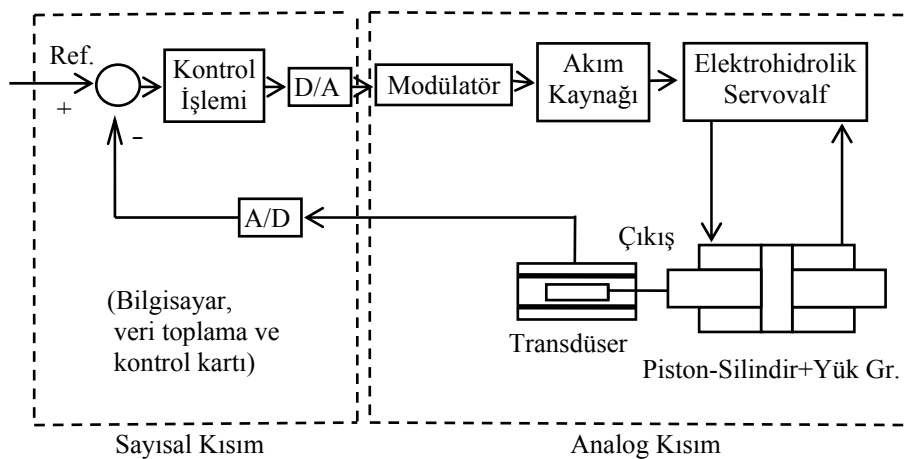 Ref.
+
-
Kontrol
İşlemi
D/A
Modülatör
Akım
Kaynağı
Elektrohidrolik
Servovalf
A/D
Çıkış
(Bilgisayar,
veri toplama ve
kontrol kartı)
Transdüser
Piston-Silindir+Yük Gr.
Sayısal Kısım
Analog Kısım